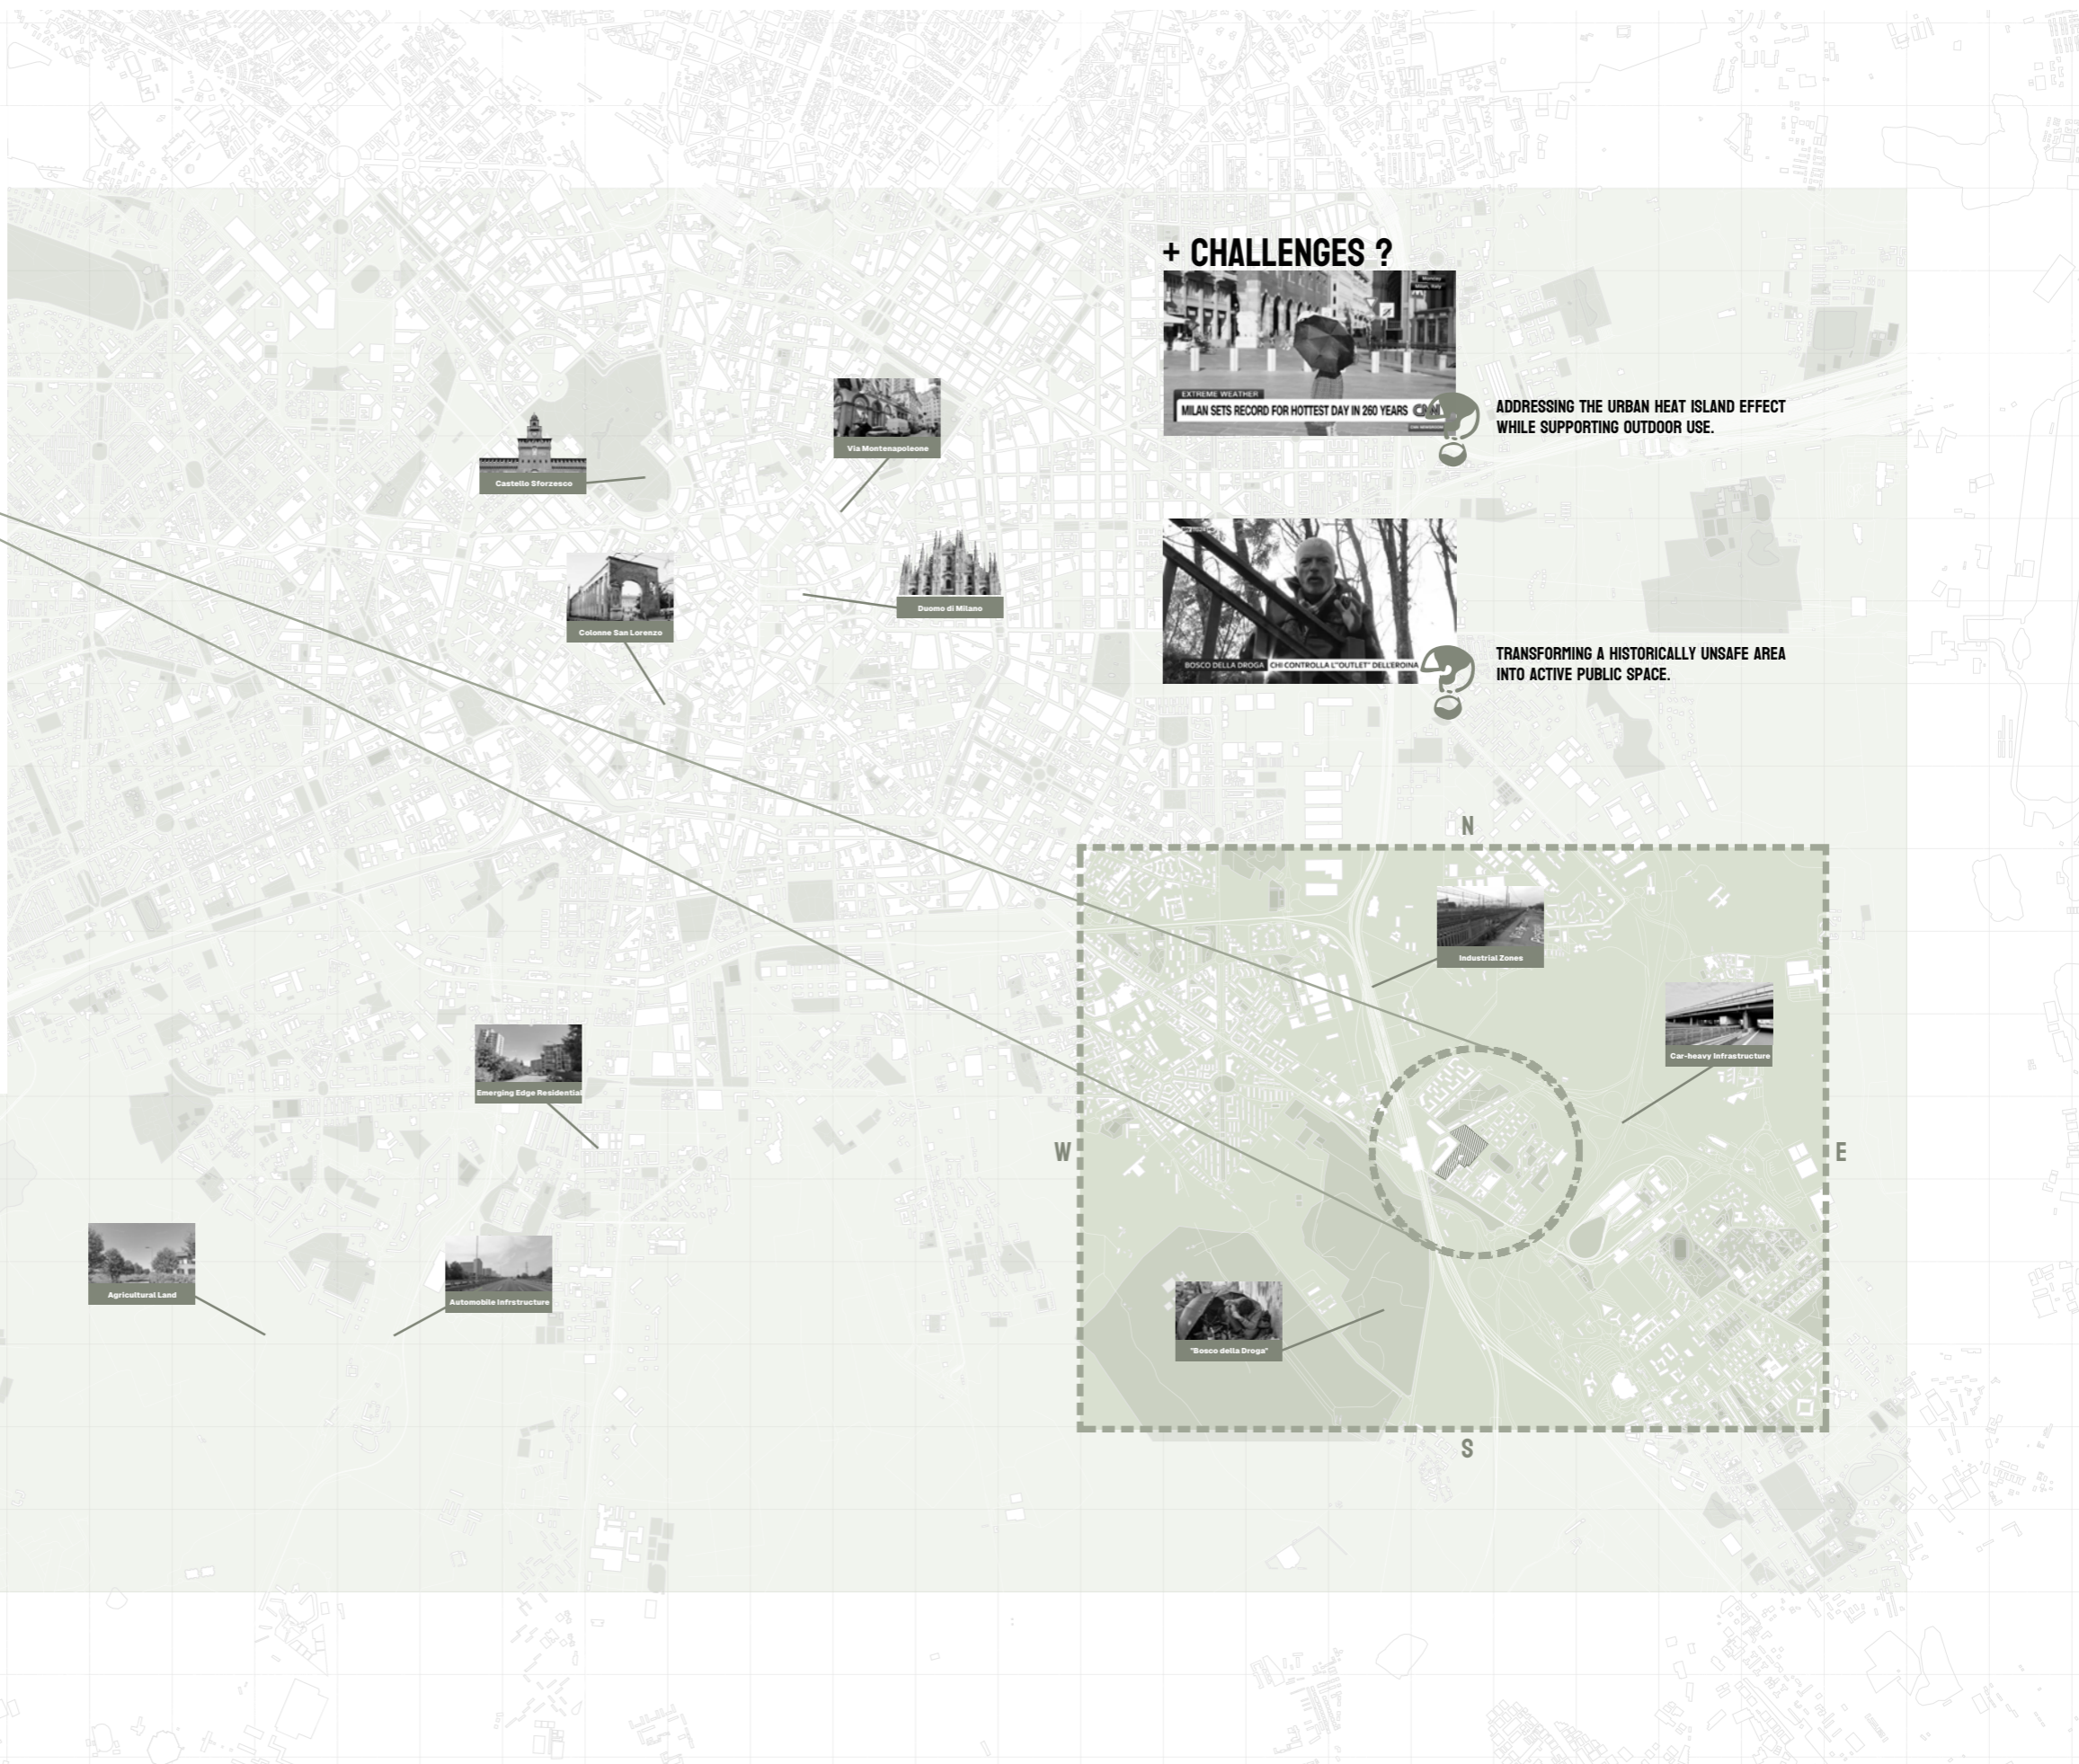 + CHALLENGES ?
Milan, Italy
EXTREME WEATHER
MILAN SETS RECORD FOR HOTTEST DAY IN 260 YEARS
ADDRESSING THE URBAN HEAT ISLAND EFFECT
WHILE SUPPORTING OUTDOOR USE.
Via Montenapoleone
Castello Sforzesco
Duomo di Milano
Colonne San Lorenzo
BOSCO DELLA DROGA CHI CONTROLLA L'"OUTLET" DELL'EROINA
TRANSFORMING A HISTORICALLY UNSAFE AREA
INTO ACTIVE PUBLIC SPACE.
N
Industrial Zones
Car-heavy Infrastructure
Emerging Edge Residential
W
E
Agricultural Land
Automobile Infrstructure
"Bosco della Droga"
S